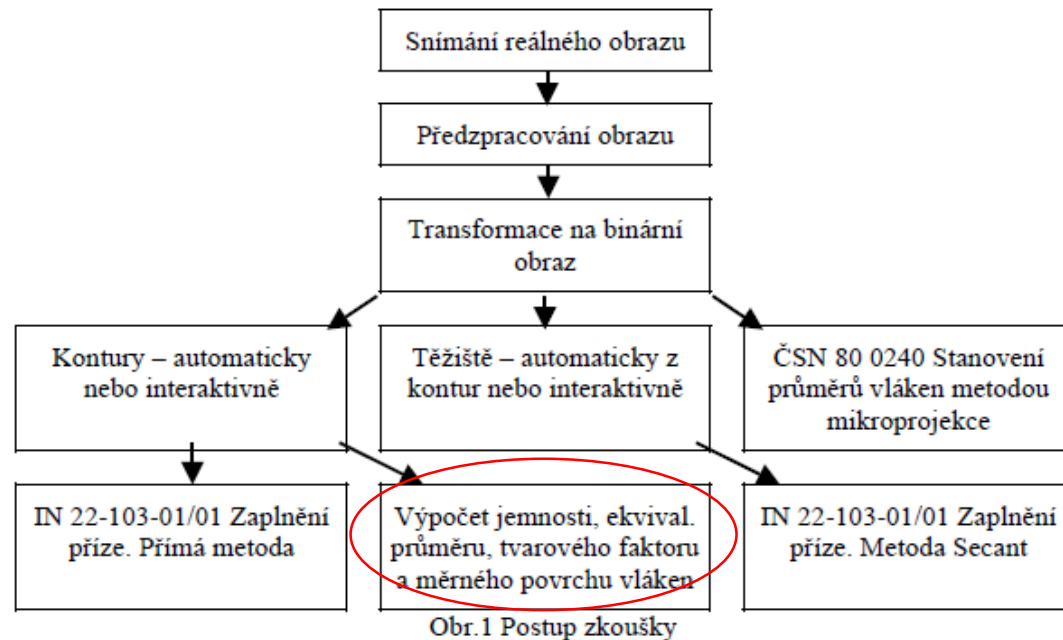 Snímání reálného obrazu
Předzpracování obrazu
Transformace na binární
obraz
Kontury – automaticky
nebo interaktivně
Těžiště – automaticky z
kontur nebo interaktivně
ČSN 80 0240 Stanovení
průměrů vláken metodou
mikroprojekce
IN 22-103-01/01 Zaplnění
příze. Přímá metoda
Výpočet jemnosti, ekvival.
průměru, tvarového faktoru
a měrného povrchu vláken
IN 22-103-01/01 Zaplnění
příze. Metoda Secant
Obr.1 Postup zkoušky